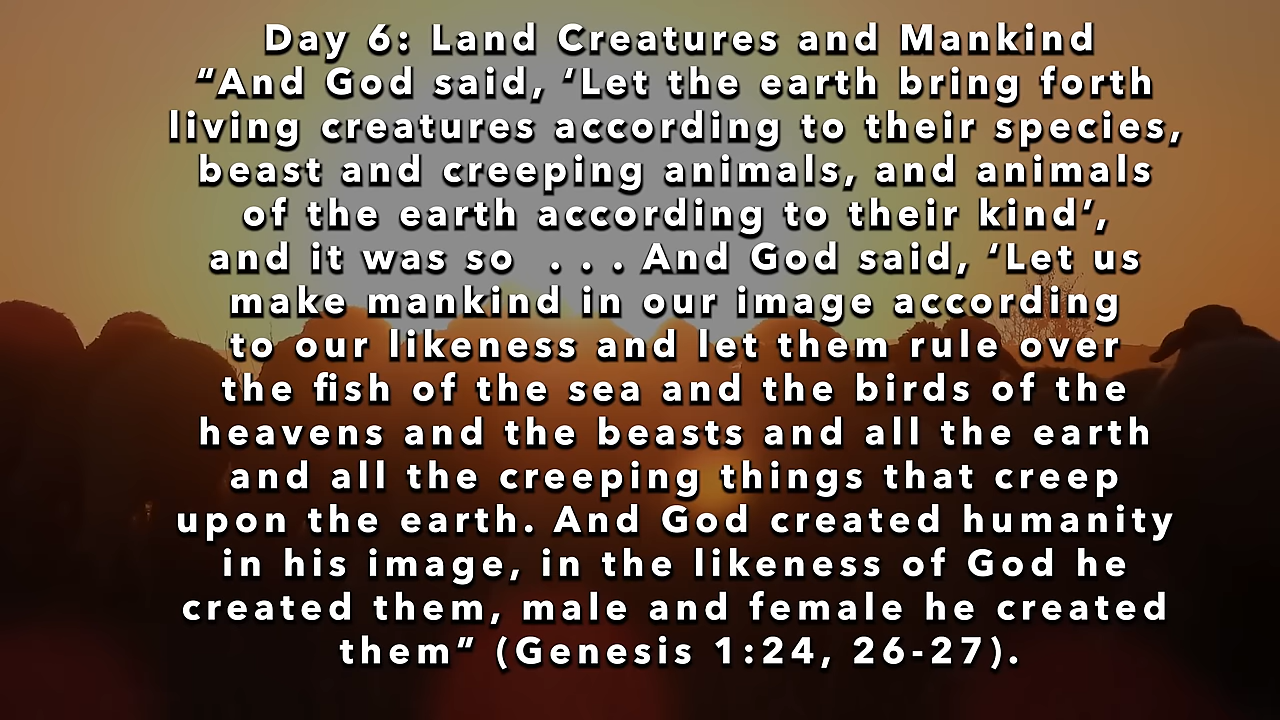 Day 6: Land Creatures and Mankind
“And God said, ‘Let the earth bring forth
living creatures according to their species,
beast and creeping animals, and animals
of the earth according to their kind’,
and it was so . . . And God said, ‘Let us
make mankind in our image according
to our likeness and let them rule over
the fish of the sea and the birds of the
heavens and the beasts and all the earth
and all the creeping things that creep
upon the earth. And God created humanity
in his image, in the likeness of God he
created them, male and female he created
them” (Genesis 1:24, 26-27).